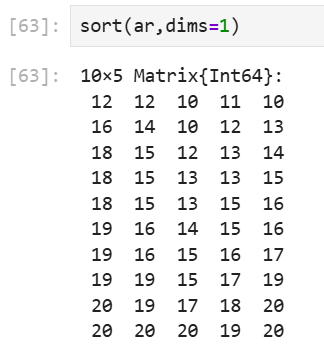 [63]: sort(ar,dims=1)
[63]: 10×5 Matrix{Int64}:
12 12 10 11 10
16 14 10 12 13
18 15 12 13 14
18 15 13 13 15
18 15 13 15 16
19 16 14 15 16
19 16 15 16 17
19 19 15 17 19
20 19 17 18 20
20 20 20 19 20